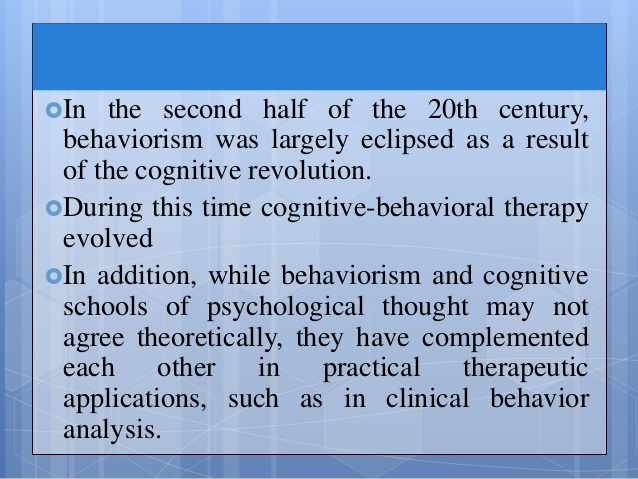 In the second half of the 20th century,
behaviorism was largely eclipsed as a result
of the cognitive revolution.
During this time cognitive-behavioral therapy
evolved
In addition, while behaviorism and cognitive
schools of psychological thought may not
agree theoretically, they have complemented
each other in practical therapeutic
applications, such as in clinical behavior
analysis.